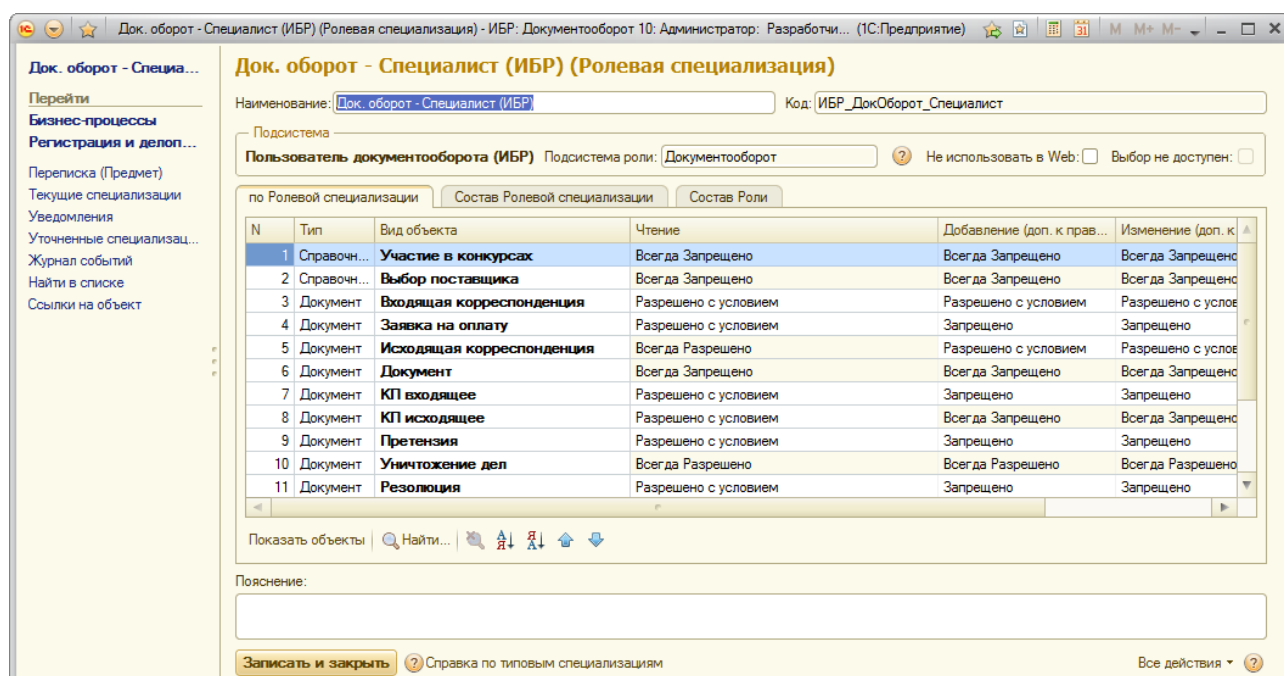 Док. оборот - Специалист (ИБР) (Ролевая специализация) - ИБР: Документооборот 10: Администратор: Разработчи... (1С:Предприятие) 31 M M+ M-
Док. оборот - Специа...
Перейти
Бизнес-процессы
Регистрация и делоп...
Переписка (Предмет)
Текущие специализации
Уведомления
Уточненные специализац...
Журнал событий
Найти в списке
Ссылки на объект
Док. оборот - Специалист (ИБР) (Ролевая специализация)
Наименование: Док. оборот - Специалист (ИБР) Код: ИБР_ДокОборот_Специалист
Подсистема
Пользователь документооборота (ИБР) Подсистема роли: Документооборот ? Не использовать в Web: Выбор не доступен:
по Ролевой специализации Состав Ролевой специализации Состав Роли
N Тип Вид объекта Чтение Добавление (доп. к прав... Изменение (доп. к
1 Справочн... Участие в конкурсах Всегда Запрещено Всегда Запрещено Всегда Запрещено
2 Справочн... Выбор поставщика Всегда Запрещено Всегда Запрещено Всегда Запрещено
3 Документ Входящая корреспонденция Разрешено с условием Разрешено с условием Разрешено с услов
4 Документ Заявка на оплату Разрешено с условием Запрещено Запрещено
5 Документ Исходящая корреспонденция Всегда Разрешено Разрешено с условием Разрешено с услов
6 Документ Документ Всегда Запрещено Всегда Запрещено Всегда Запрещено
7 Документ КП входящее Разрешено с условием Запрещено Запрещено
8 Документ КП исходящее Разрешено с условием Всегда Запрещено Всегда Запрещено
9 Документ Претензия Разрешено с условием Запрещено Запрещено
10 Документ Уничтожение дел Всегда Разрешено Всегда Разрешено Всегда Разрешено
11 Документ Резолюция Разрешено с условием Запрещено Запрещено
Показать объекты Найти...
Пояснение:
Записать и закрыть ? Справка по типовым специализациям Все действия ?